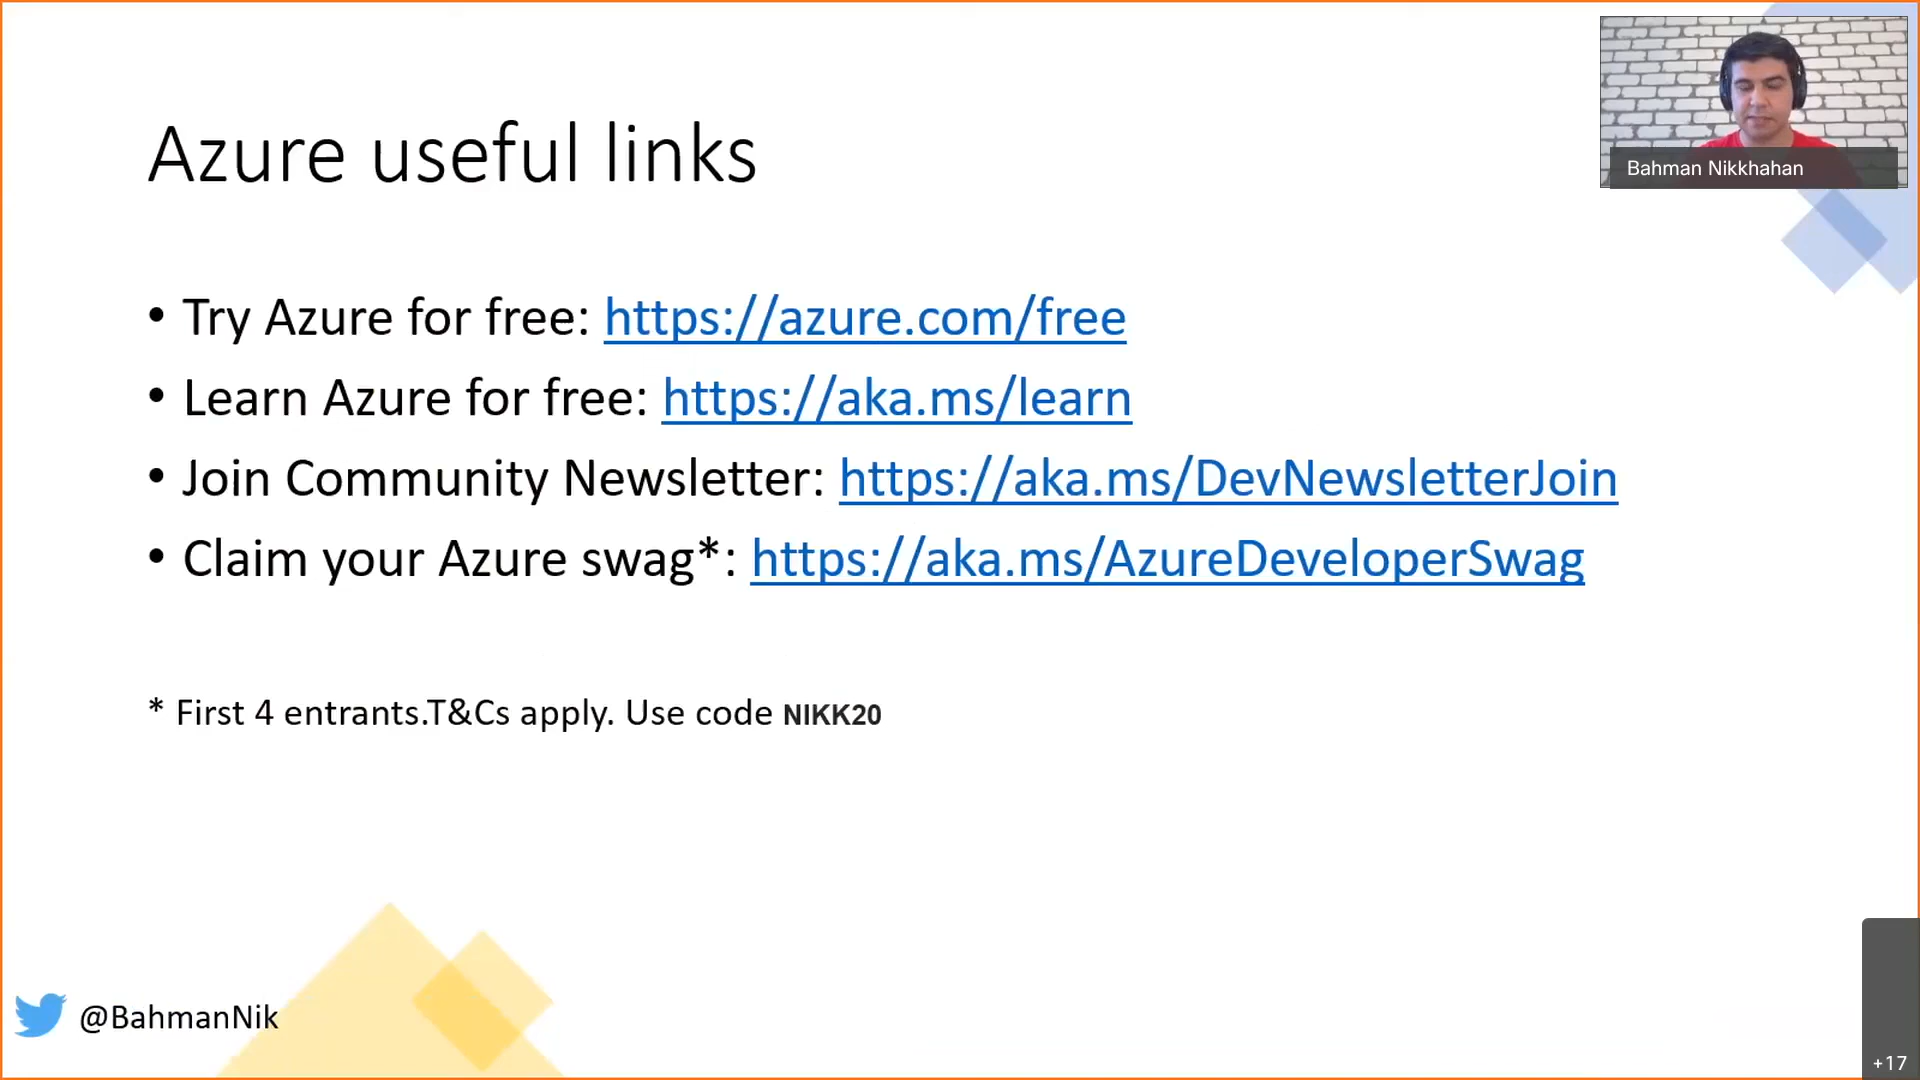 Azure useful links
Bahman Nikkhahan
• Try Azure for free: https://azure.com/free
• Learn Azure for free: https://aka.ms/learn
• Join Community Newsletter: https://aka.ms/DevNewsletterJoin
• Claim your Azure swag*: https://aka.ms/AzureDeveloperSwag
* First 4 entrants.T&Cs apply. Use code NIKK20
@BahmanNik
+17